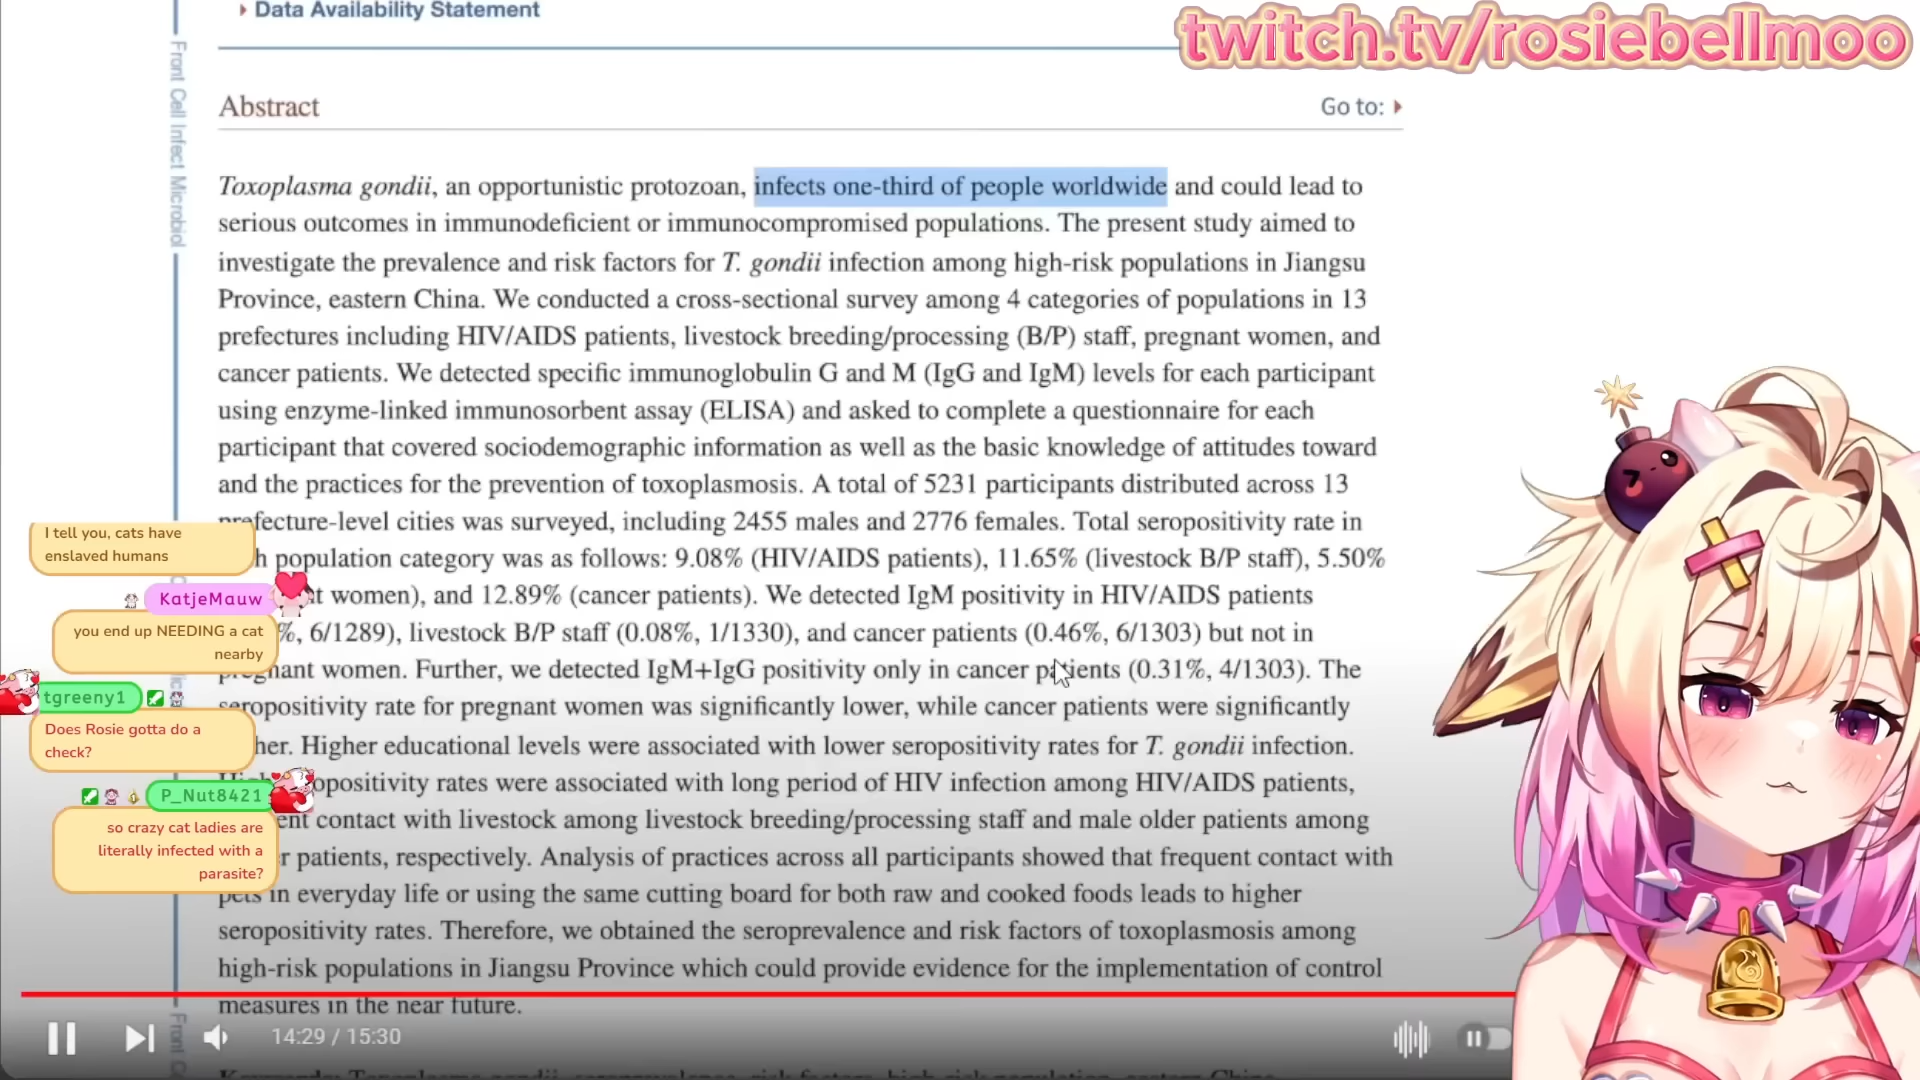 Data Availability Statement
twitch.tv/rosiebellmoo
Front Cell Infect Microbiol
Abstract
Go to:
Toxoplasma gondii, an opportunistic protozoan, infects one-third of people worldwide and could lead to
serious outcomes in immunodeficient or immunocompromised populations. The present study aimed to
investigate the prevalence and risk factors for T. gondii infection among high-risk populations in Jiangsu
Province, eastern China. We conducted a cross-sectional survey among 4 categories of populations in 13
prefectures including HIV/AIDS patients, livestock breeding/processing (B/P) staff, pregnant women, and
cancer patients. We detected specific immunoglobulin G and M (IgG and IgM) levels for each participant
using enzyme-linked immunosorbent assay (ELISA) and asked to complete a questionnaire for each
participant that covered sociodemographic information as well as the basic knowledge of attitudes toward
and the practices for the prevention of toxoplasmosis. A total of 5231 participants distributed across 13
prefecture-level cities was surveyed, including 2455 males and 2776 females. Total seropositivity rate in
population category was as follows: 9.08% (HIV/AIDS patients), 11.65% (livestock B/P staff), 5.50%
women), and 12.89% (cancer patients). We detected IgM positivity in HIV/AIDS patients
%, 6/1289), livestock B/P staff (0.08%, 1/1330), and cancer patients (0.46%, 6/1303) but not in
pregnant women. Further, we detected IgM+IgG positivity only in cancer patients (0.31%, 4/1303). The
seropositivity rate for pregnant women was significantly lower, while cancer patients were significantly
her. Higher educational levels were associated with lower seropositivity rates for T. gondii infection.
opositivity rates were associated with long period of HIV infection among HIV/AIDS patients,
ent contact with livestock among livestock breeding/processing staff and male older patients among
r patients, respectively. Analysis of practices across all participants showed that frequent contact with
pets in everyday life or using the same cutting board for both raw and cooked foods leads to higher
seropositivity rates. Therefore, we obtained the seroprevalence and risk factors of toxoplasmosis among
high-risk populations in Jiangsu Province which could provide evidence for the implementation of control
measures in the near future.
I tell you, cats have
enslaved humans
KatjeMauw
you end up NEEDING a cat
nearby
tgreeny1
Does Rosie gotta do a
check?
P_Nut8421
so crazy cat ladies are
literally infected with a
parasite?
14:29 / 15:30